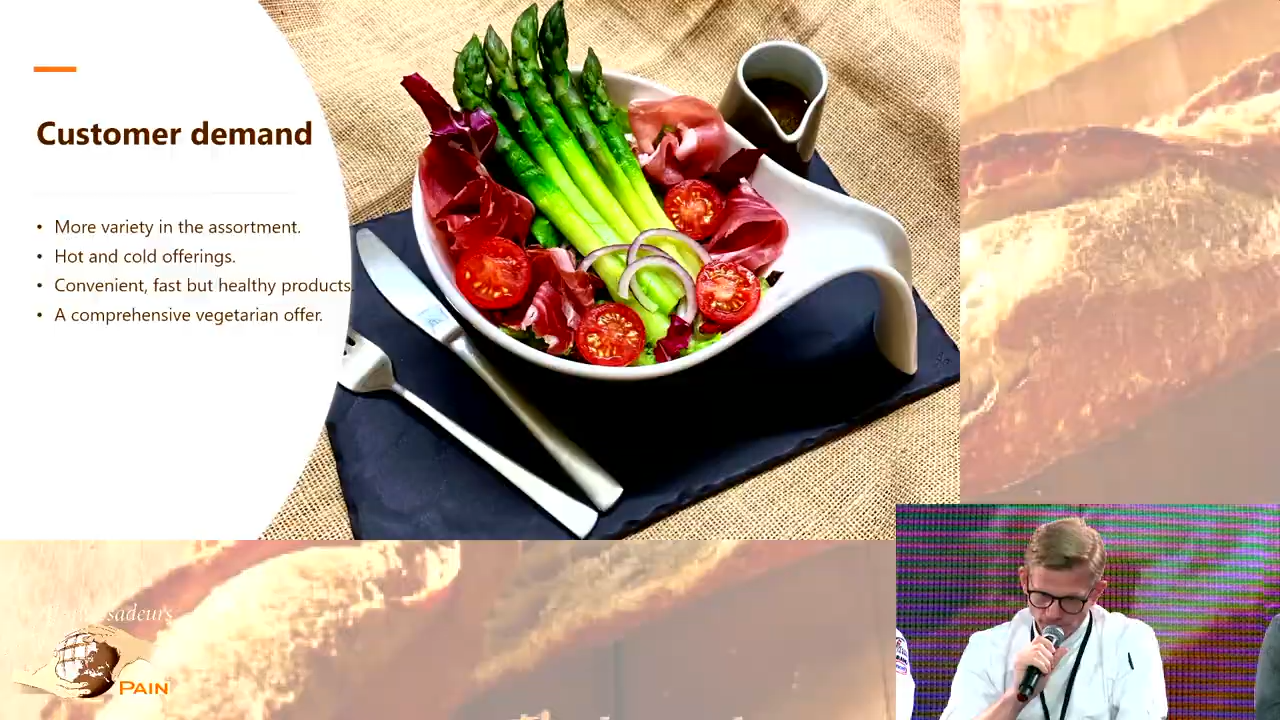 Customer demand
• More variety in the assortment.
• Hot and cold offerings.
• Convenient, fast but healthy products.
• A comprehensive vegetarian offer.
PAIN